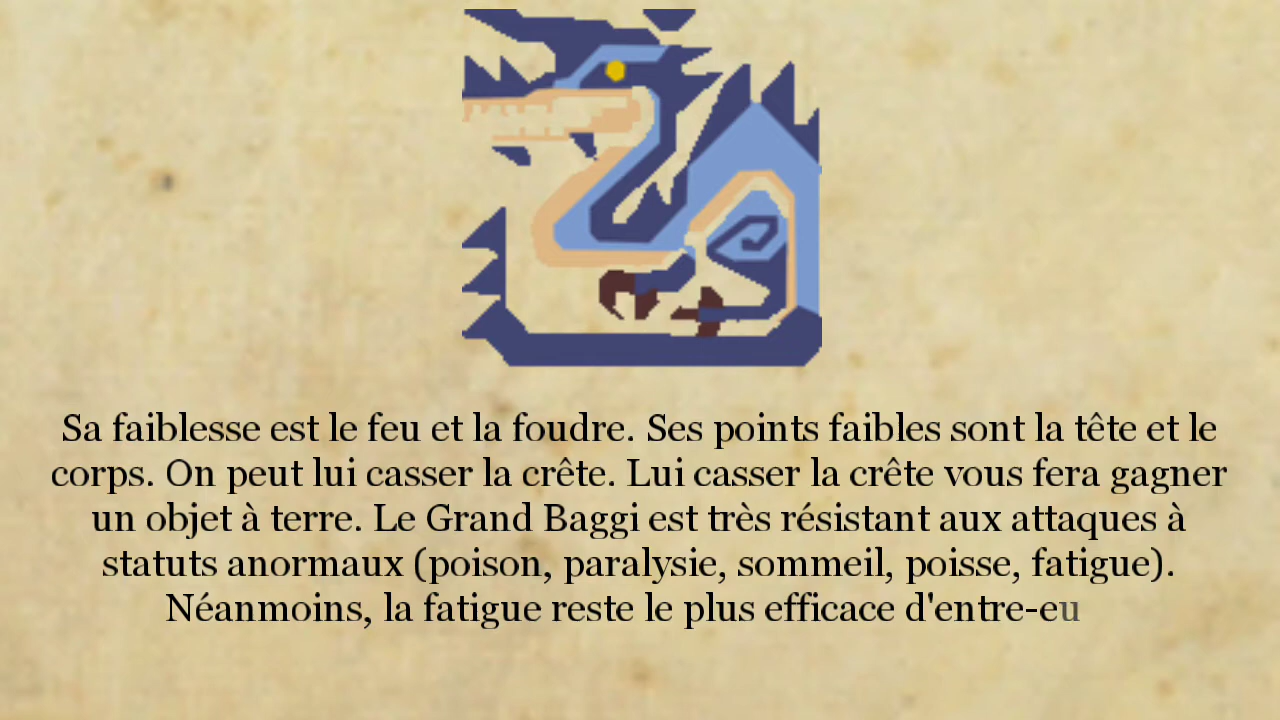 Sa faiblesse est le feu et la foudre. Ses points faibles sont la tête et le
corps. On peut lui casser la crête. Lui casser la crête vous fera gagner
un objet à terre. Le Grand Baggi est très résistant aux attaques à
statuts anormaux (poison, paralysie, sommeil, poisse, fatigue).
Néanmoins, la fatigue reste le plus efficace d'entre-eu